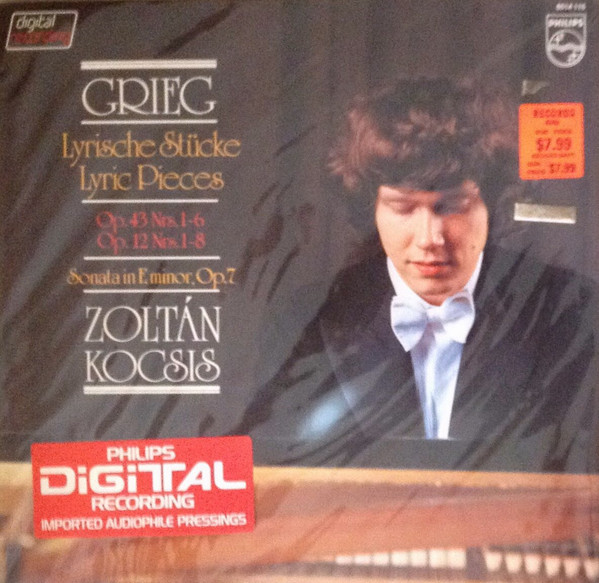 digital
recording
PHILIPS
GRIEG
RECORDS
$7.99
$7.99
Lyrische Stücke
Lyric Pieces
Op. 43 Nrs. 1-6
Op. 12 Nrs. 1-8
Sonata in E minor, Op. 7
ZOLTÁN
KOCSIS
PHILIPS
DiGiTAL
RECORDING
IMPORTED AUDIOPHILE PRESSINGS